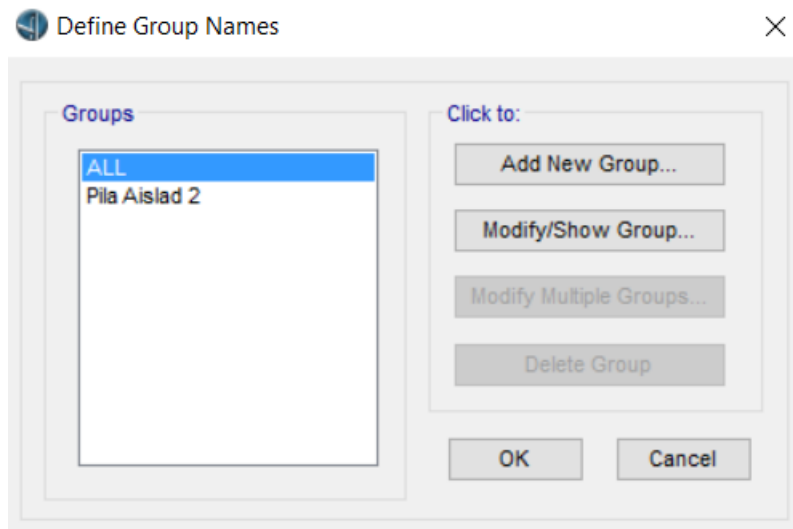 Define Group Names
Groups
ALL
Pila Aislad 2
Click to:
Add New Group...
Modify/Show Group...
Modify Multiple Groups...
Delete Group
OK
Cancel